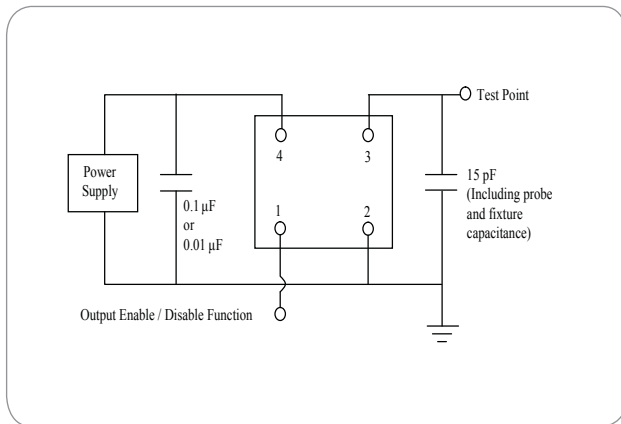 Test Point
4
3
Power
Supply
15 pF
(Including probe
and fixture
capacitance)
0.1 µF
or
0.01 µF
1
2
Output Enable / Disable Function